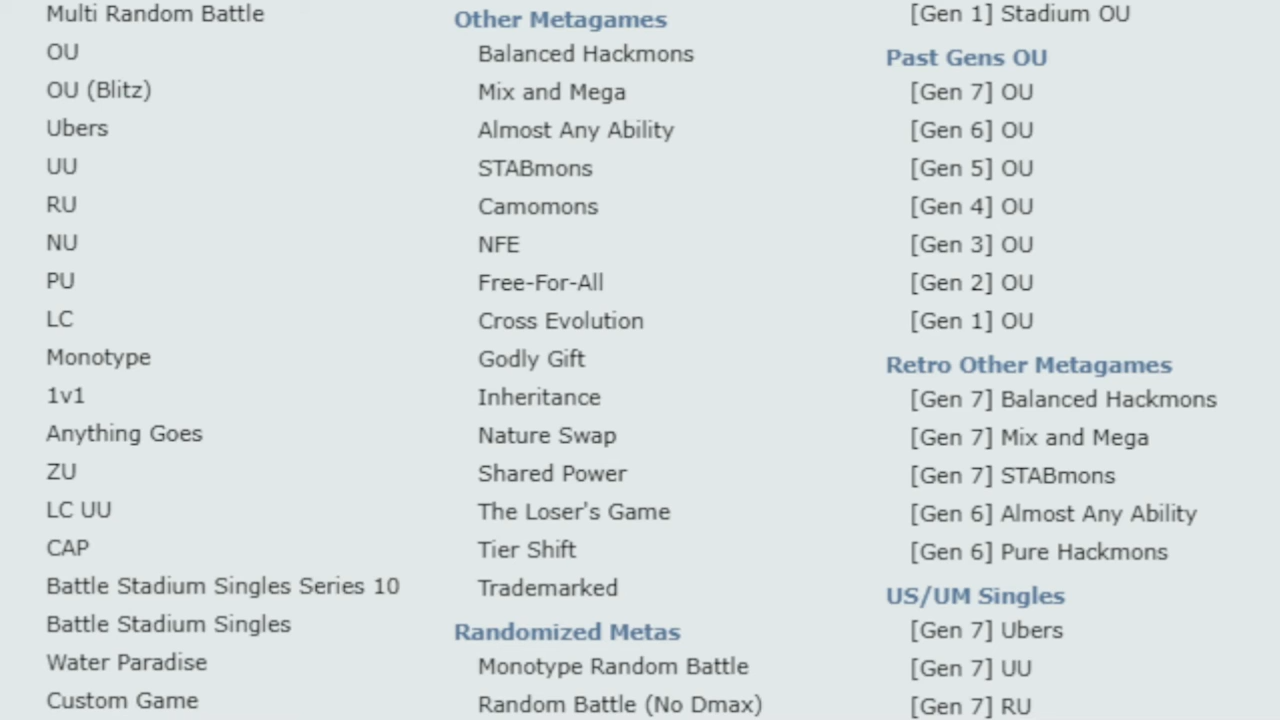 Multi Random Battle
OU
OU (Blitz)
Ubers
UU
RU
NU
PU
LC
Monotype
1v1
Anything Goes
ZU
LC UU
CAP
Battle Stadium Singles Series 10
Battle Stadium Singles
Water Paradise
Custom Game
Other Metagames
Balanced Hackmons
Mix and Mega
Almost Any Ability
STABmons
Camomons
NFE
Free-For-All
Cross Evolution
Godly Gift
Inheritance
Nature Swap
Shared Power
The Loser's Game
Tier Shift
Trademarked
Randomized Metas
Monotype Random Battle
Random Battle (No Dmax)
[Gen 1] Stadium OU
Past Gens OU
[Gen 7] OU
[Gen 6] OU
[Gen 5] OU
[Gen 4] OU
[Gen 3] OU
[Gen 2] OU
[Gen 1] OU
Retro Other Metagames
[Gen 7] Balanced Hackmons
[Gen 7] Mix and Mega
[Gen 7] STABmons
[Gen 6] Almost Any Ability
[Gen 6] Pure Hackmons
US/UM Singles
[Gen 7] Ubers
[Gen 7] UU
[Gen 7] RU